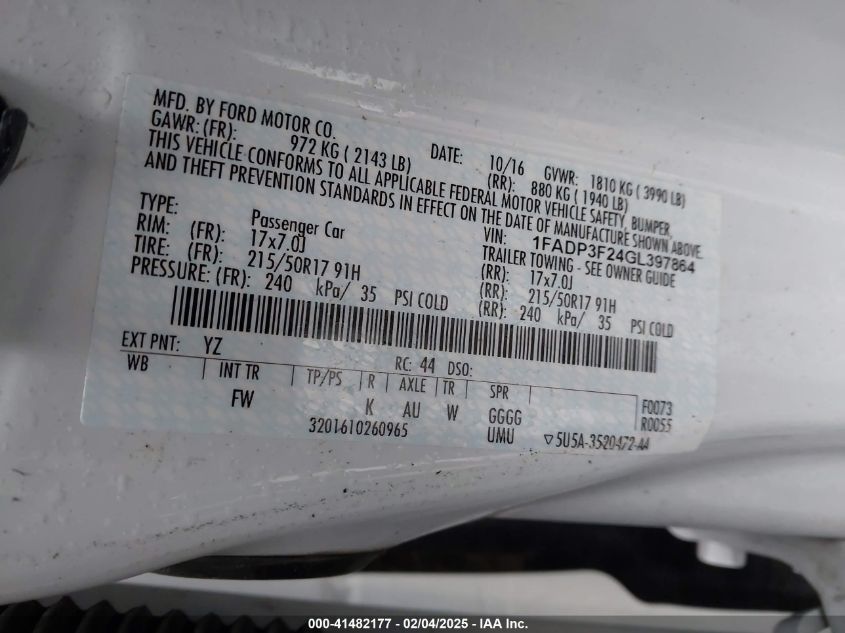 MFD. BY FORD MOTOR CO. DATE: 10/16 GVWR: 1810 KG ( 3990 LB)
GAWR: (FR): 972 KG ( 2143 LB) (RR): 880 KG ( 1940 LB)
THIS VEHICLE CONFORMS TO ALL APPLICABLE FEDERAL MOTOR VEHICLE SAFETY, BUMPER,
AND THEFT PREVENTION STANDARDS IN EFFECT ON THE DATE OF MANUFACTURE SHOWN ABOVE.
VIN: 1FADP3F24GL397864
TYPE: Passenger Car TRAILER TOWING - SEE OWNER GUIDE
RIM: (FR): 17x7.0J (RR): 17x7.0J
TIRE: (FR): 215/50R17 91H (RR): 215/50R17 91H
PRESSURE: (FR): 240 kPa/ 35 PSI COLD (RR): 240 kPa/ 35 PSI COLD
EXT PNT: YZ RC: 44 DSO:
WB INT TR TP/PS R AXLE TR SPR F0073
FW K AU W GGGG R0055
3201610260965 UMU ▽5U5A-3520472-AA
000-41482177 - 02/04/2025 - IAA Inc.